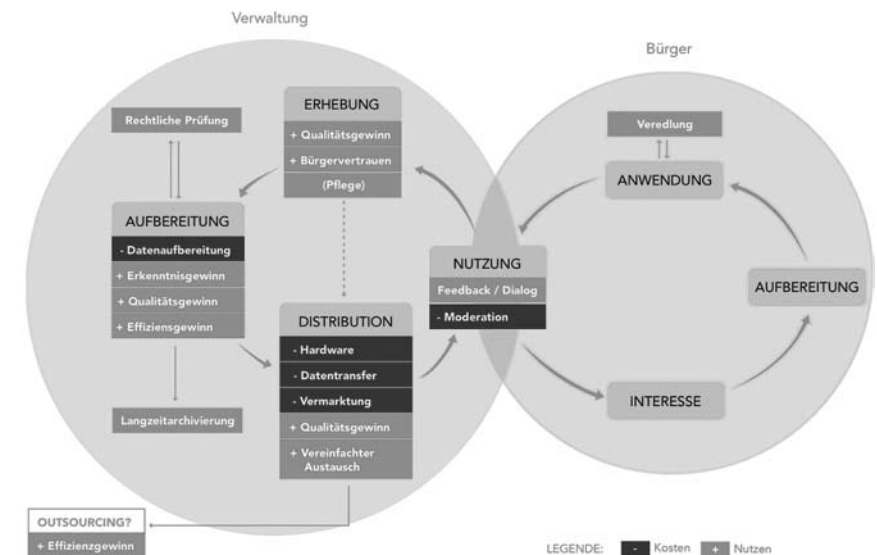 Verwaltung
Bürger
ERHEBUNG
+ Qualitätsgewinn
+ Bürgervertrauen
(Pflege)
Rechtliche Prüfung
AUFBEREITUNG
- Datenaufbereitung
+ Erkenntnisgewinn
+ Qualitätsgewinn
+ Effiziensgewinn
Langzeitarchivierung
DISTRIBUTION
- Hardware
- Datentransfer
- Vermarktung
+ Qualitätsgewinn
+ Vereinfachter
Austausch
OUTSOURCING?
+ Effizienzgewinn
NUTZUNG
Feedback / Dialog
- Moderation
Veredlung
ANWENDUNG
AUFBEREITUNG
INTERESSE
LEGENDE: - Kosten + Nutzen